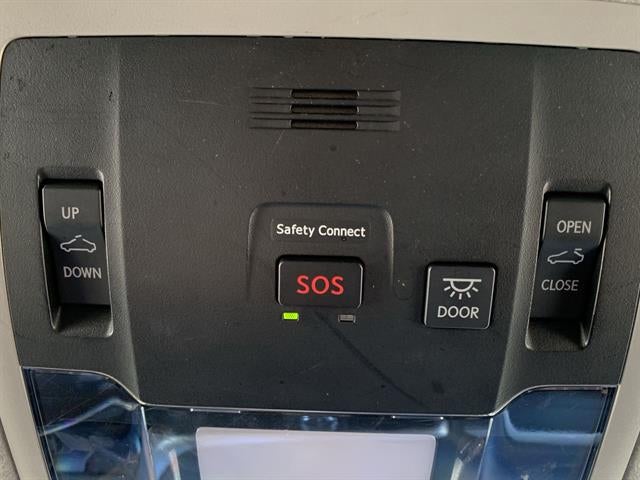 UP
DOWN
Safety Connect
SOS
DOOR
OPEN
CLOSE